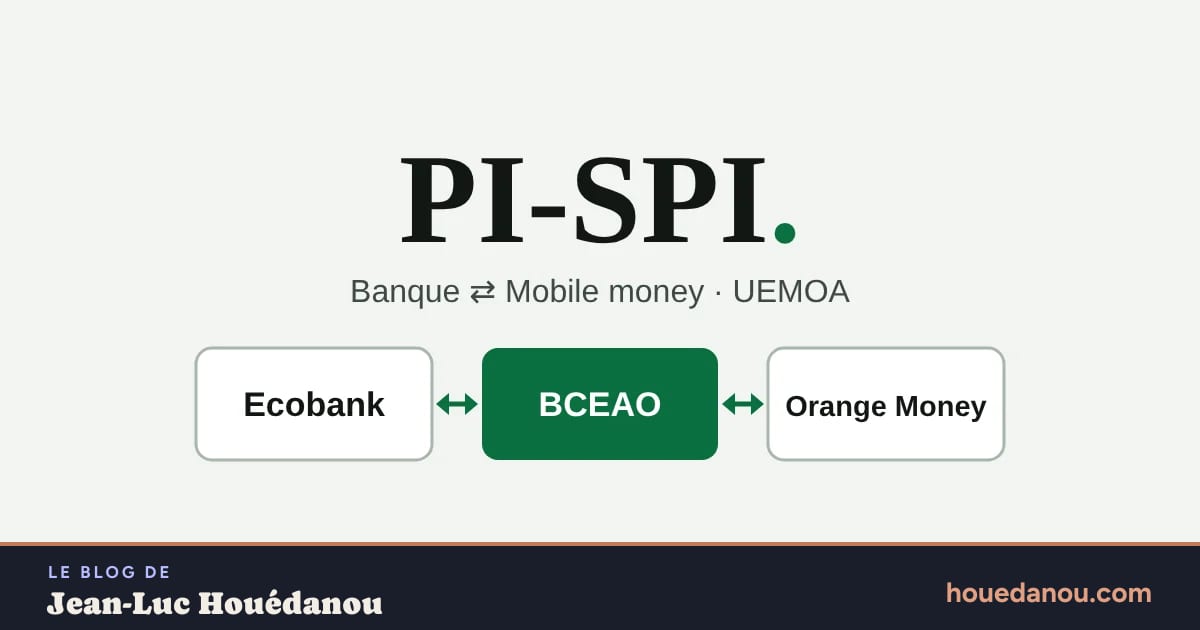 PI-SPI.
Banque ⇄ Mobile money · UEMOA
Ecobank
BCEAO
Orange Money
LE BLOG DE
Jean-Luc Houédanou
houedanou.com